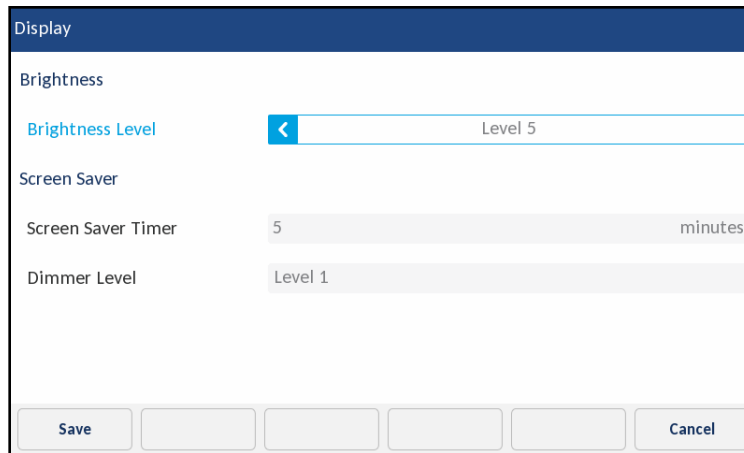 Display
Brightness
Brightness Level Level 5
Screen Saver
Screen Saver Timer 5 minutes
Dimmer Level Level 1
Save Cancel